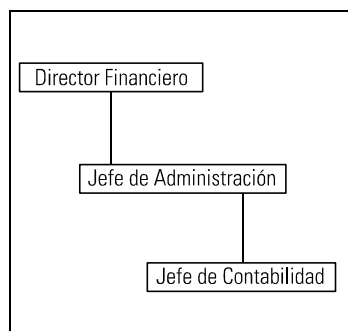 Director Financiero
Jefe de Administración
Jefe de Contabilidad